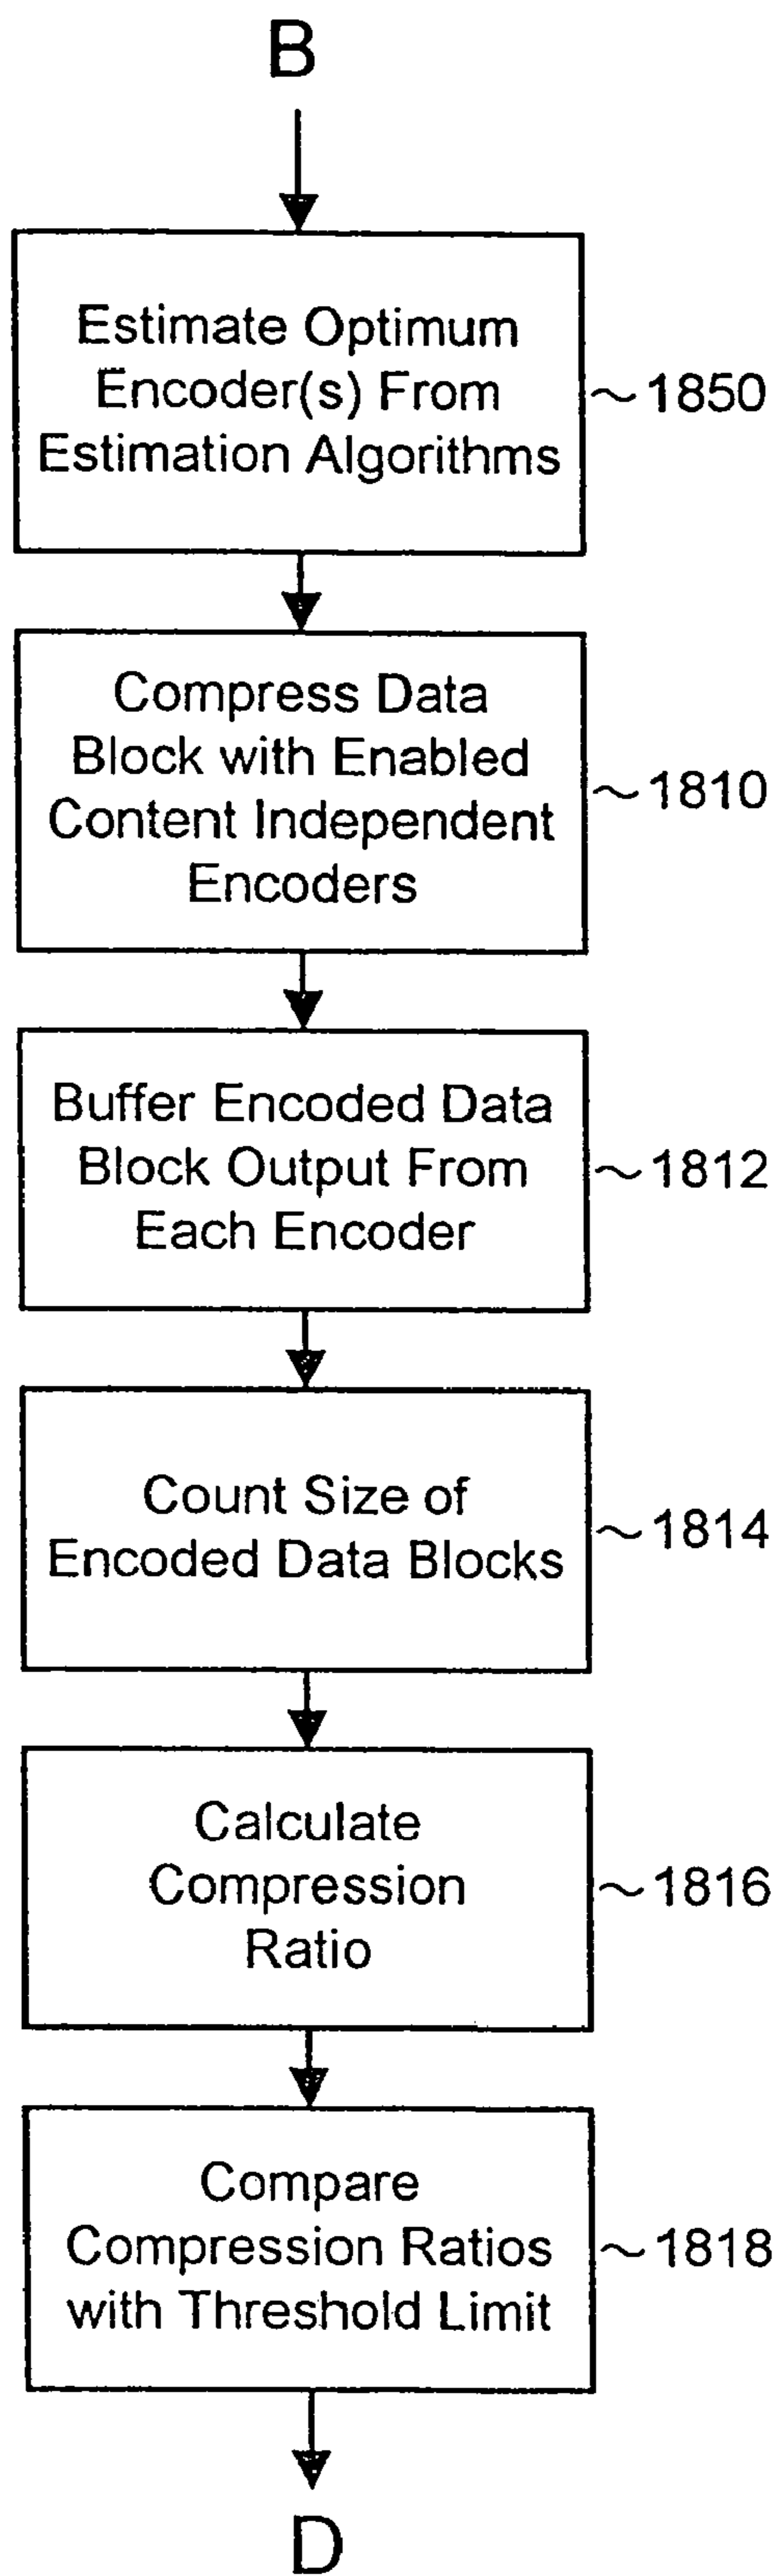 B
Estimate Optimum
Encoder(s) From
Estimation Algorithms
~1850
Compress Data
Block with Enabled
Content Independent
Encoders
~1810
Buffer Encoded Data
Block Output From
Each Encoder
~1812
Count Size of
Encoded Data Blocks
~1814
Calculate
Compression
Ratio
~1816
Compare
Compression Ratios
with Threshold Limit
~1818
D